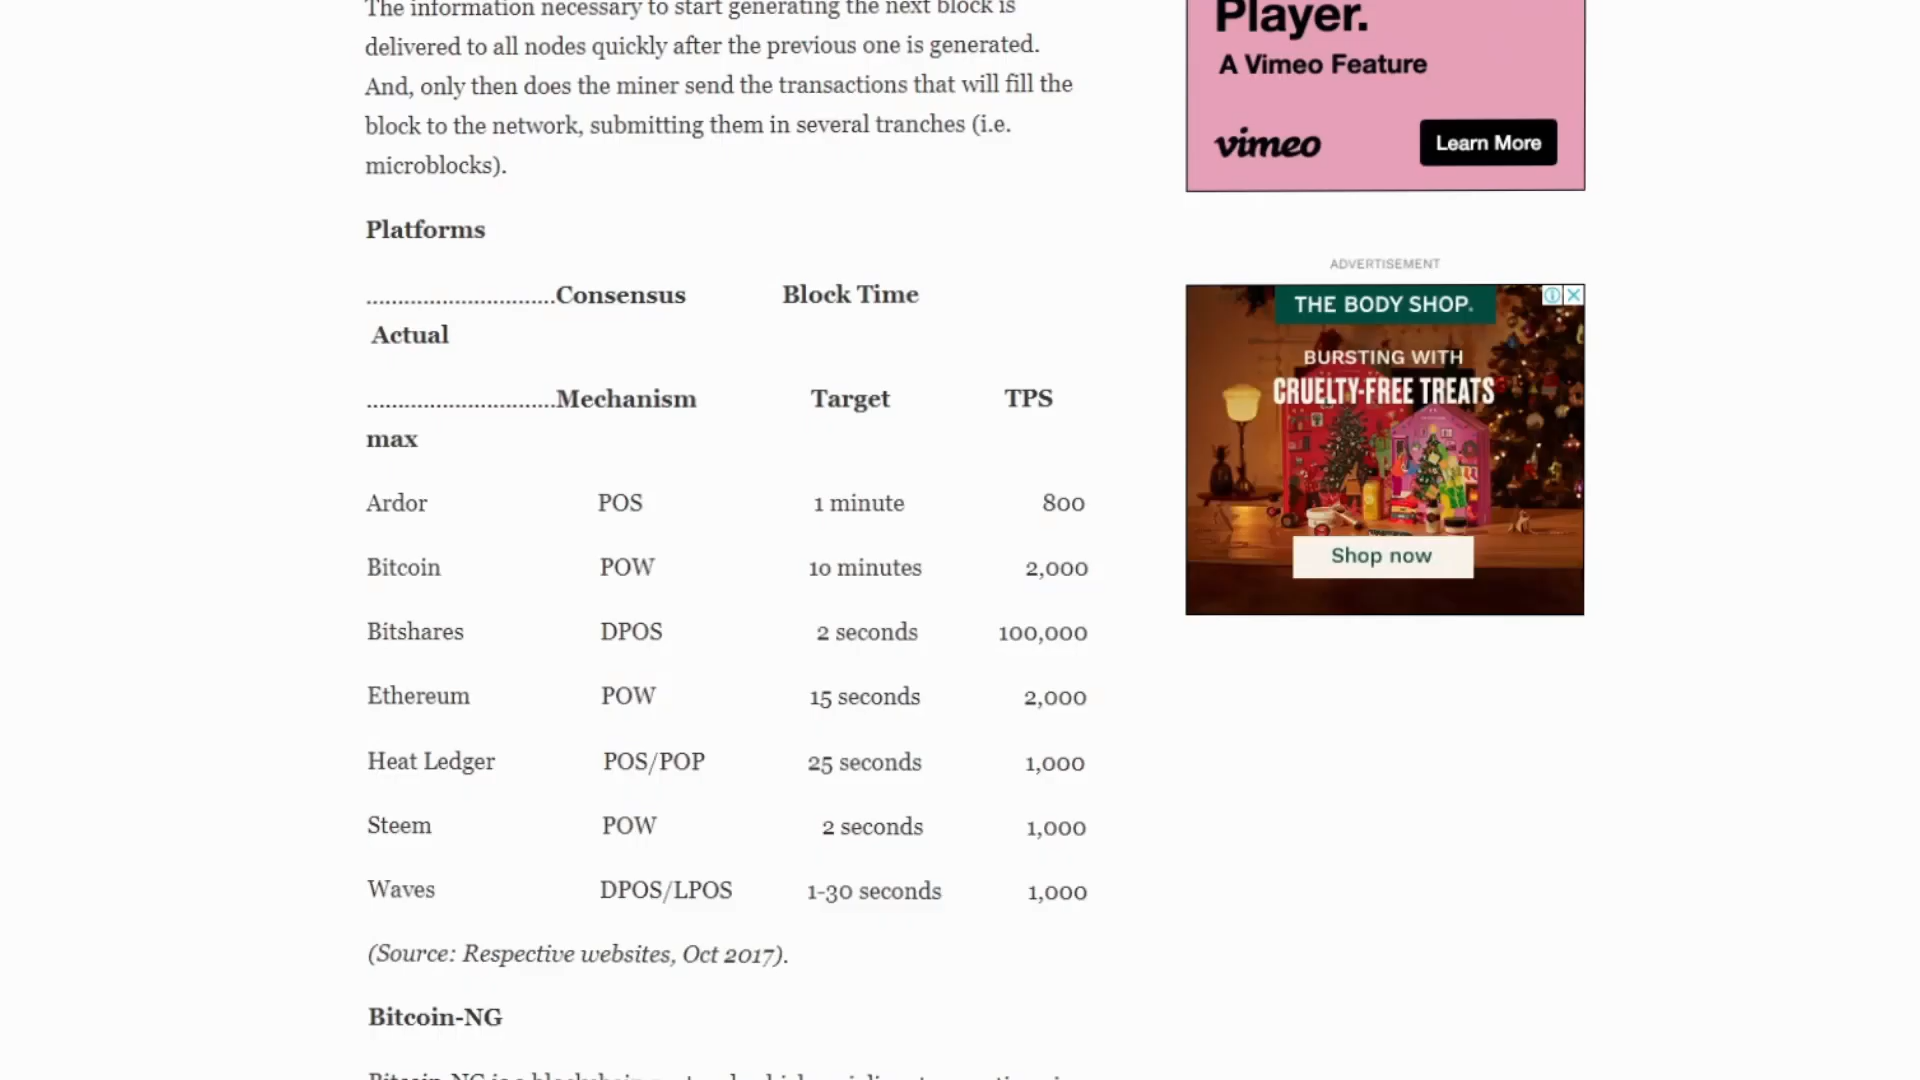 The information necessary to start generating the next block is
delivered to all nodes quickly after the previous one is generated.
And, only then does the miner send the transactions that will fill the
block to the network, submitting them in several tranches (i.e.
microblocks).
Platforms
..............................Consensus Block Time
Actual
..............................Mechanism Target TPS
max
Ardor POS 1 minute 800
Bitcoin POW 10 minutes 2,000
Bitshares DPOS 2 seconds 100,000
Ethereum POW 15 seconds 2,000
Heat Ledger POS/POP 25 seconds 1,000
Steem POW 2 seconds 1,000
Waves DPOS/LPOS 1-30 seconds 1,000
(Source: Respective websites, Oct 2017).
Bitcoin-NG
Player.
A Vimeo Feature
vimeo
Learn More
ADVERTISEMENT
THE BODY SHOP.
BURSTING WITH
CRUELTY-FREE TREATS
Shop now